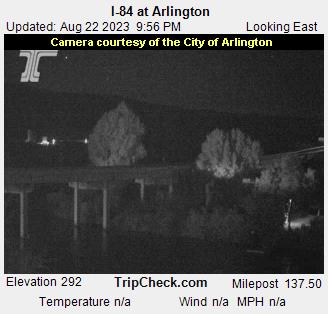 I-84 at Arlington
Updated: Aug 22 2023 9:56 PM Looking East
Camera courtesy of the City of Arlington
Elevation 292 TripCheck.com Milepost 137.50
Temperature n/a Wind n/a MPH n/a